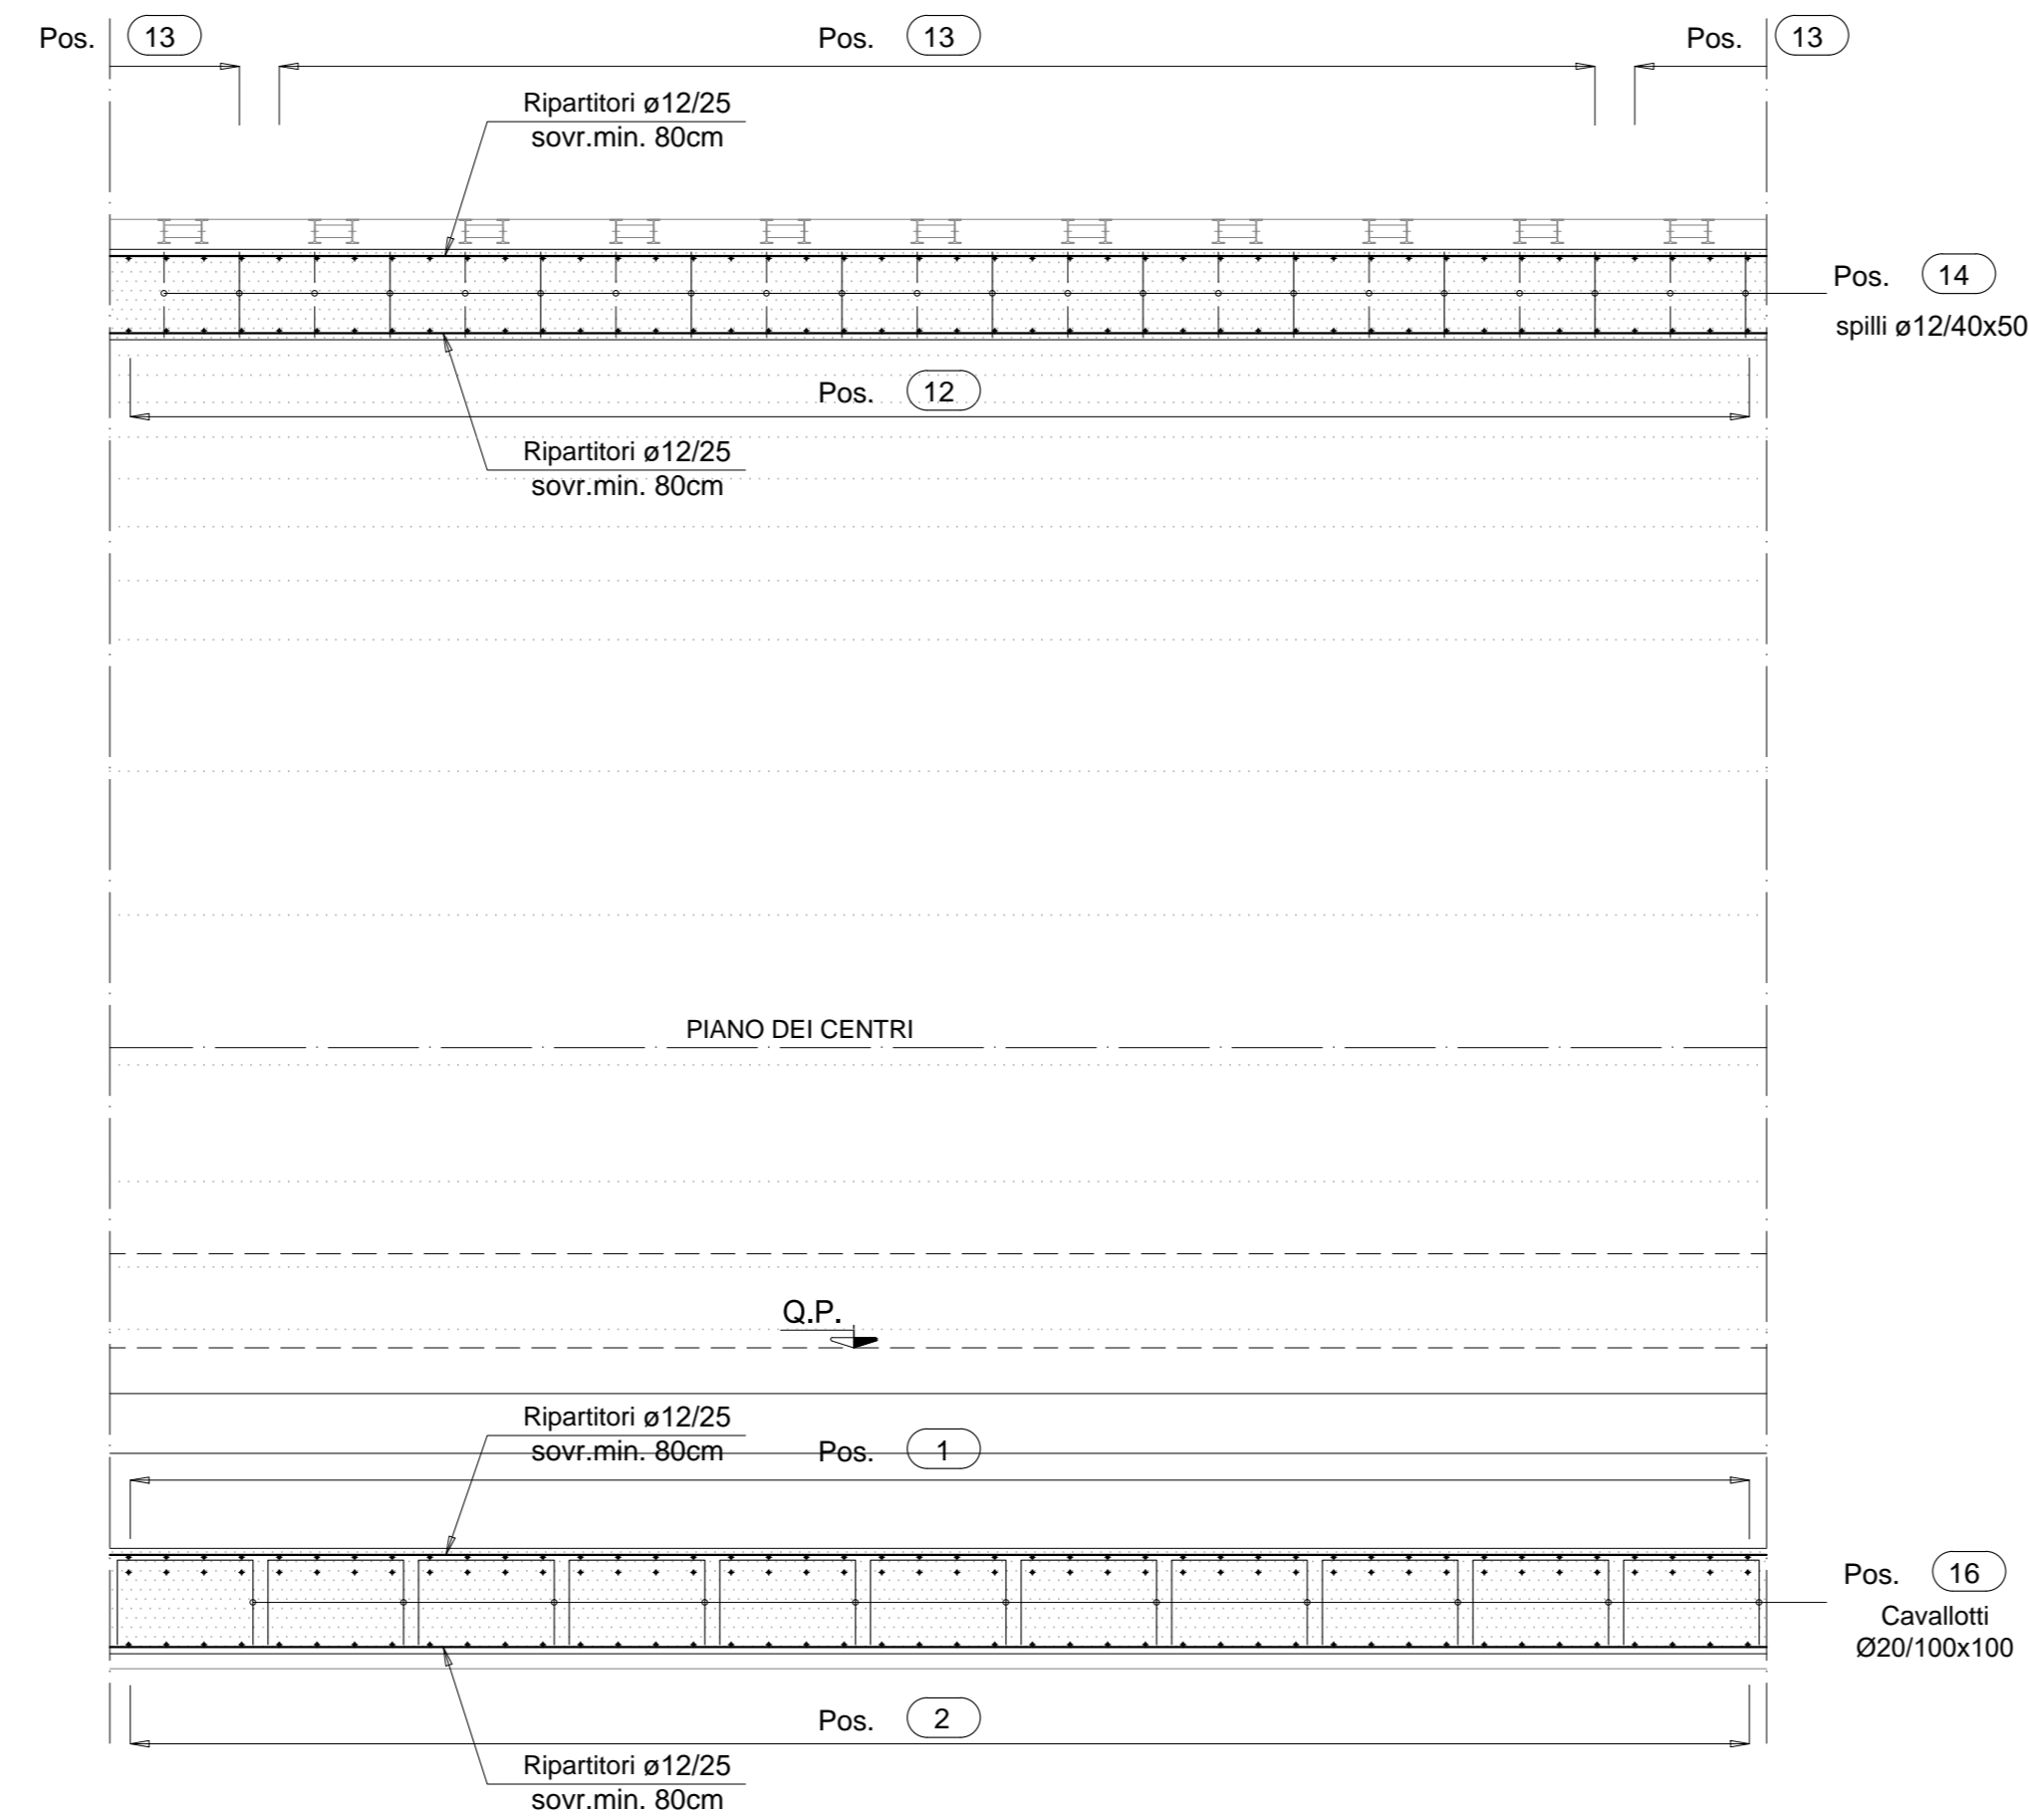 Pos. 13
Pos. 13
Pos. 13
Ripartitori ø12/25
sovr.min. 80cm
Pos. 14
spilli ø12/40x50
Pos. 12
Ripartitori ø12/25
sovr.min. 80cm
PIANO DEI CENTRI
Q.P.
Ripartitori ø12/25
sovr.min. 80cm
Pos. 1
Pos. 16
Cavallotti
Ø20/100x100
Pos. 2
Ripartitori ø12/25
sovr.min. 80cm